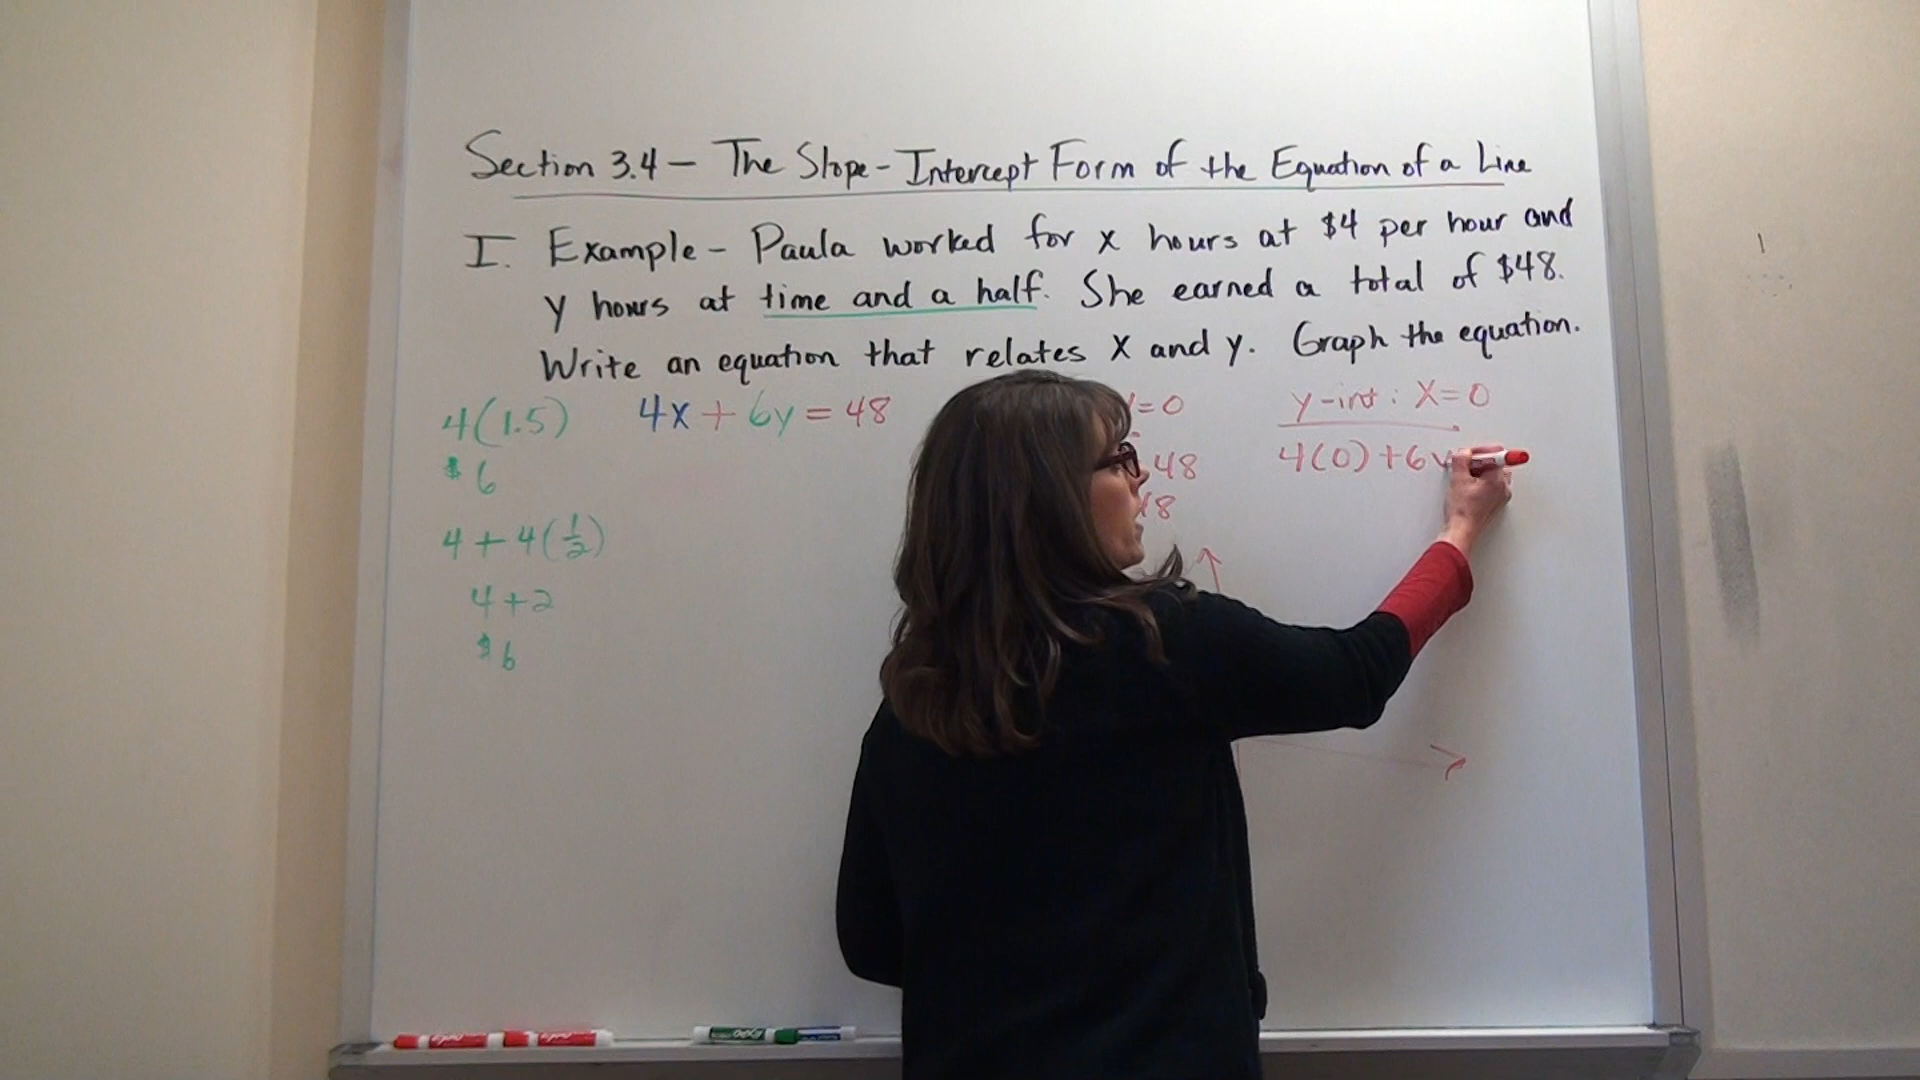 Section 3.4 – The Slope-Intercept Form of the Equation of a Line
I. Example - Paula worked for x hours at $4 per hour and
y hours at time and a half. She earned a total of $48.
Write an equation that relates x and y. Graph the equation.
4(1.5)
$6
4 + 4(1/2)
4+2
$6
4x + 6y = 48
=0
48
8
y-int: x=0
4(0)+6y